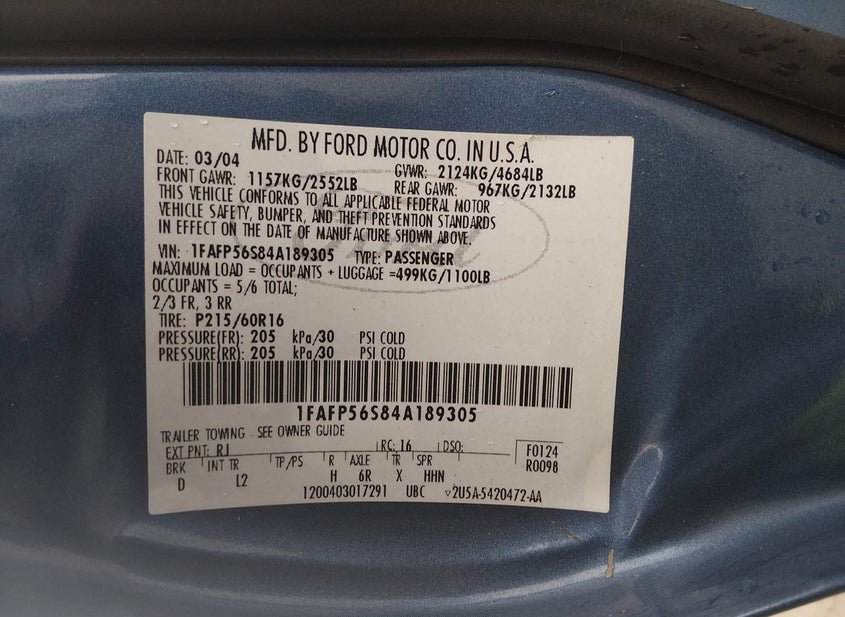 MFD. BY FORD MOTOR CO. IN U.S.A.
DATE: 03/04 GVWR: 2124KG/4684LB
FRONT GAWR: 1157KG/2552LB REAR GAWR: 967KG/2132LB
THIS VEHICLE CONFORMS TO ALL APPLICABLE FEDERAL MOTOR
VEHICLE SAFETY, BUMPER, AND THEFT PREVENTION STANDARDS
IN EFFECT ON THE DATE OF MANUFACTURE SHOWN ABOVE.
VIN: 1FAFP56S84A189305 TYPE: PASSENGER
MAXIMUM LOAD = OCCUPANTS + LUGGAGE =499KG/1100LB
OCCUPANTS = 5/6 TOTAL;
2/3 FR, 3 RR
TIRE: P215/60R16
PRESSURE(FR): 205 kPa/30 PSI COLD
PRESSURE(RR): 205 kPa/30 PSI COLD
1FAFP56S84A189305
TRAILER TOWING - SEE OWNER GUIDE
EXT PNT: RJ RC: 16 DSO: F0124
BRK INT TR TP/PS R AXLE TR SPR R0098
D L2 H 6R X HHN
1200403017291 UBC ▽2U5A-5420472-AA